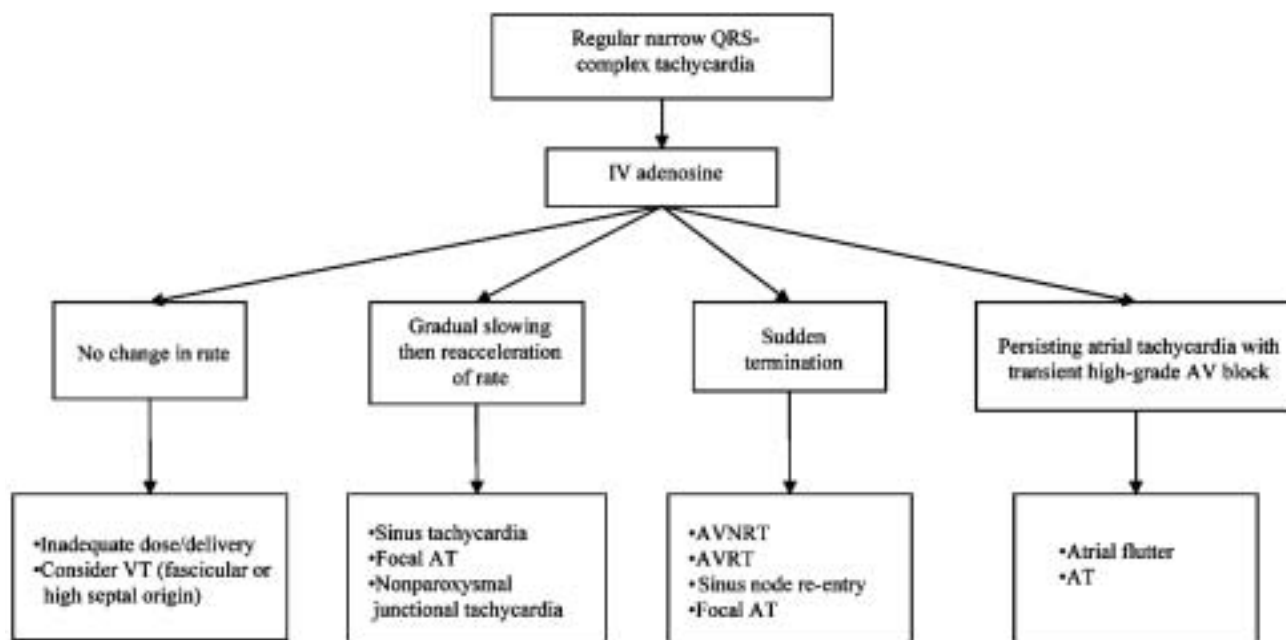 Regular narrow QRS-
complex tachycardia
IV adenosine
No change in rate
Gradual slowing
then reacceleration
of rate
Sudden
termination
Persisting atrial tachycardia with
transient high-grade AV block
•Inadequate dose/delivery
•Consider VT (fascicular or
high septal origin)
•Sinus tachycardia
•Focal AT
•Nonparoxysmal
junctional tachycardia
•AVNRT
•AVRT
•Sinus node re-entry
•Focal AT
•Atrial flutter
•AT